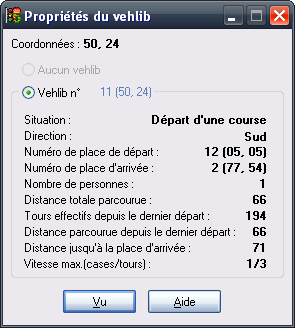 Propriétés du vehlib
Coordonnées : 50, 24
Aucun vehlib
Vehlib n° 11 (50, 24)
Situation : Départ d'une course
Direction : Sud
Numéro de place de départ : 12 (05, 05)
Numéro de place d'arrivée : 2 (77, 54)
Nombre de personnes : 1
Distance totale parcourue : 66
Tours effectifs depuis le dernier départ : 194
Distance parcourue depuis le dernier départ : 66
Distance jusqu'à la place d'arrivée : 71
Vitesse max.(cases/tours) : 1/3
Vu Aide